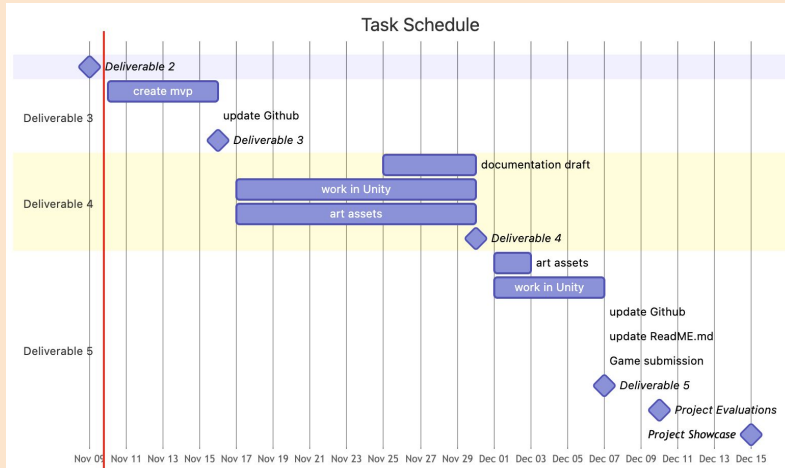 Task Schedule
Deliverable 2
create mvp
Deliverable 3
update Github
Deliverable 3
documentation draft
Deliverable 4
work in Unity
art assets
Deliverable 4
art assets
work in Unity
update Github
update ReadME.md
Deliverable 5
Game submission
Deliverable 5
Project Evaluations
Project Showcase
Nov 09 Nov 11 Nov 13 Nov 15 Nov 17 Nov 19 Nov 21 Nov 23 Nov 25 Nov 27 Nov 29 Dec 01 Dec 03 Dec 05 Dec 07 Dec 09 Dec 11 Dec 13 Dec 15